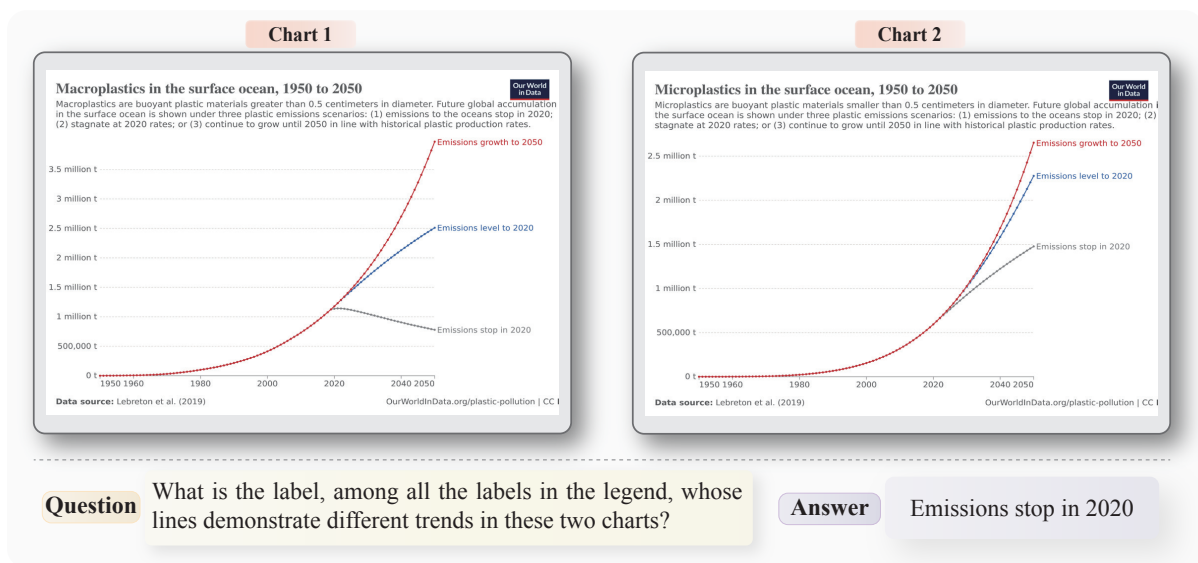 Chart 1
Macroplastics in the surface ocean, 1950 to 2050
Our World
in Data
Macroplastics are buoyant plastic materials greater than 0.5 centimeters in diameter. Future global accumulation
in the surface ocean is shown under three plastic emissions scenarios: (1) emissions to the oceans stop in 2020;
(2) stagnate at 2020 rates; or (3) continue to grow until 2050 in line with historical plastic production rates.
Emissions growth to 2050
3.5 million t
3 million t
2.5 million t
Emissions level to 2020
2 million t
1.5 million t
1 million t
Emissions stop in 2020
500,000 t
0 t
1950 1960 1980 2000 2020 2040 2050
Data source: Lebreton et al. (2019)
OurWorldInData.org/plastic-pollution | CC
Chart 2
Microplastics in the surface ocean, 1950 to 2050
Our World
in Data
Microplastics are buoyant plastic materials smaller than 0.5 centimeters in diameter. Future global accumulation
the surface ocean is shown under three plastic emissions scenarios: (1) emissions to the oceans stop in 2020; (2)
stagnate at 2020 rates; or (3) continue to grow until 2050 in line with historical plastic production rates.
Emissions growth to 2050
2.5 million t
Emissions level to 2020
2 million t
1.5 million t
Emissions stop in 2020
1 million t
500,000 t
0 t
1950 1960 1980 2000 2020 2040 2050
Data source: Lebreton et al. (2019)
OurWorldInData.org/plastic-pollution | CC
Question
What is the label, among all the labels in the legend, whose
lines demonstrate different trends in these two charts?
Answer
Emissions stop in 2020